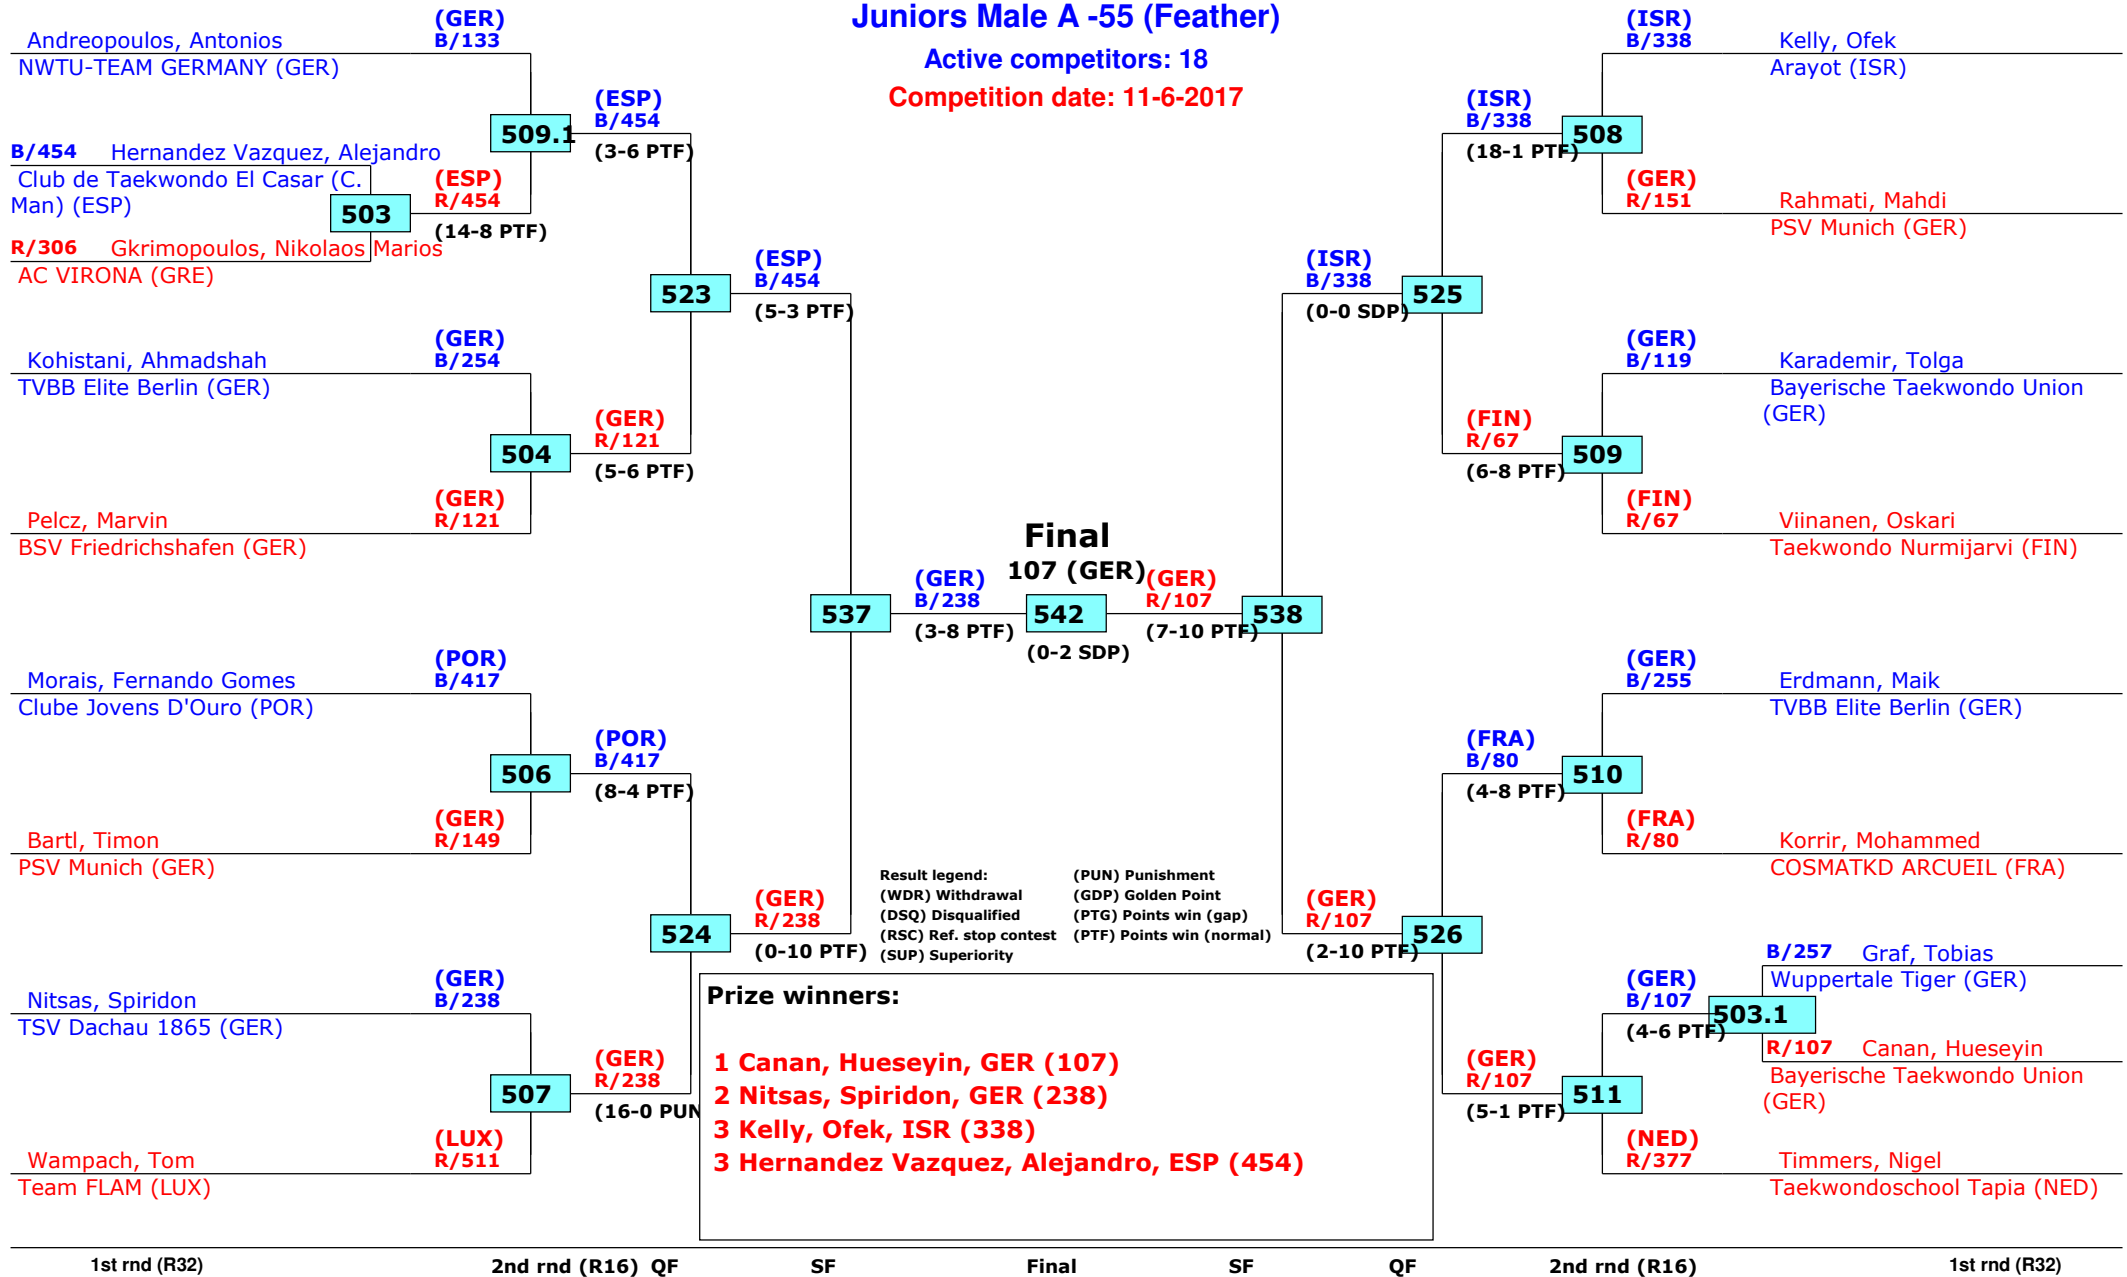 Juniors Male A -55 (Feather)
Active competitors: 18
Competition date: 11-6-2017
Andreopoulos, Antonios
NWTU-TEAM GERMANY (GER)
(GER)
B/133
B/454 Hernandez Vazquez, Alejandro
Club de Taekwondo El Casar (C.
Man) (ESP)
R/306 Gkrimopoulos, Nikolaos Marios
AC VIRONA (GRE)
503
(ESP)
R/454
(14-8 PTF)
509.1
(ESP)
B/454
(3-6 PTF)
Kohistani, Ahmadshah
TVBB Elite Berlin (GER)
(GER)
B/254
Pelcz, Marvin
BSV Friedrichshafen (GER)
(GER)
R/121
504
(GER)
R/121
(5-6 PTF)
523
(ESP)
B/454
(5-3 PTF)
Morais, Fernando Gomes
Clube Jovens D'Ouro (POR)
(POR)
B/417
Bartl, Timon
PSV Munich (GER)
(GER)
R/149
506
(POR)
B/417
(8-4 PTF)
Nitsas, Spiridon
TSV Dachau 1865 (GER)
(GER)
B/238
Wampach, Tom
Team FLAM (LUX)
(LUX)
R/511
507
(GER)
R/238
(16-0 PUN
524
(GER)
R/238
(0-10 PTF)
537
(GER)
B/238
(3-8 PTF)
Final
107 (GER)
542
(0-2 SDP)
(GER)
R/107
(7-10 PTF)
538
(ISR)
B/338
(0-0 SDP)
525
(ISR)
B/338
(18-1 PTF)
508
(ISR)
B/338
Kelly, Ofek
Arayot (ISR)
(GER)
R/151
Rahmati, Mahdi
PSV Munich (GER)
(FIN)
R/67
(6-8 PTF)
509
(GER)
B/119
Karademir, Tolga
Bayerische Taekwondo Union
(GER)
(FIN)
R/67
Viinanen, Oskari
Taekwondo Nurmijarvi (FIN)
(GER)
R/107
(2-10 PTF)
526
(FRA)
B/80
(4-8 PTF)
510
(GER)
B/255
Erdmann, Maik
TVBB Elite Berlin (GER)
(FRA)
R/80
Korrir, Mohammed
COSMATKD ARCUEIL (FRA)
(GER)
R/107
(5-1 PTF)
511
(GER)
B/107
(4-6 PTF)
503.1
B/257 Graf, Tobias
Wuppertale Tiger (GER)
R/107 Canan, Hueseyin
Bayerische Taekwondo Union
(GER)
(NED)
R/377
Timmers, Nigel
Taekwondoschool Tapia (NED)
Result legend: (PUN) Punishment
(WDR) Withdrawal (GDP) Golden Point
(DSQ) Disqualified (PTG) Points win (gap)
(RSC) Ref. stop contest (PTF) Points win (normal)
(SUP) Superiority
Prize winners:
1 Canan, Hueseyin, GER (107)
2 Nitsas, Spiridon, GER (238)
3 Kelly, Ofek, ISR (338)
3 Hernandez Vazquez, Alejandro, ESP (454)
1st rnd (R32) 2nd rnd (R16) QF SF Final SF QF 2nd rnd (R16) 1st rnd (R32)